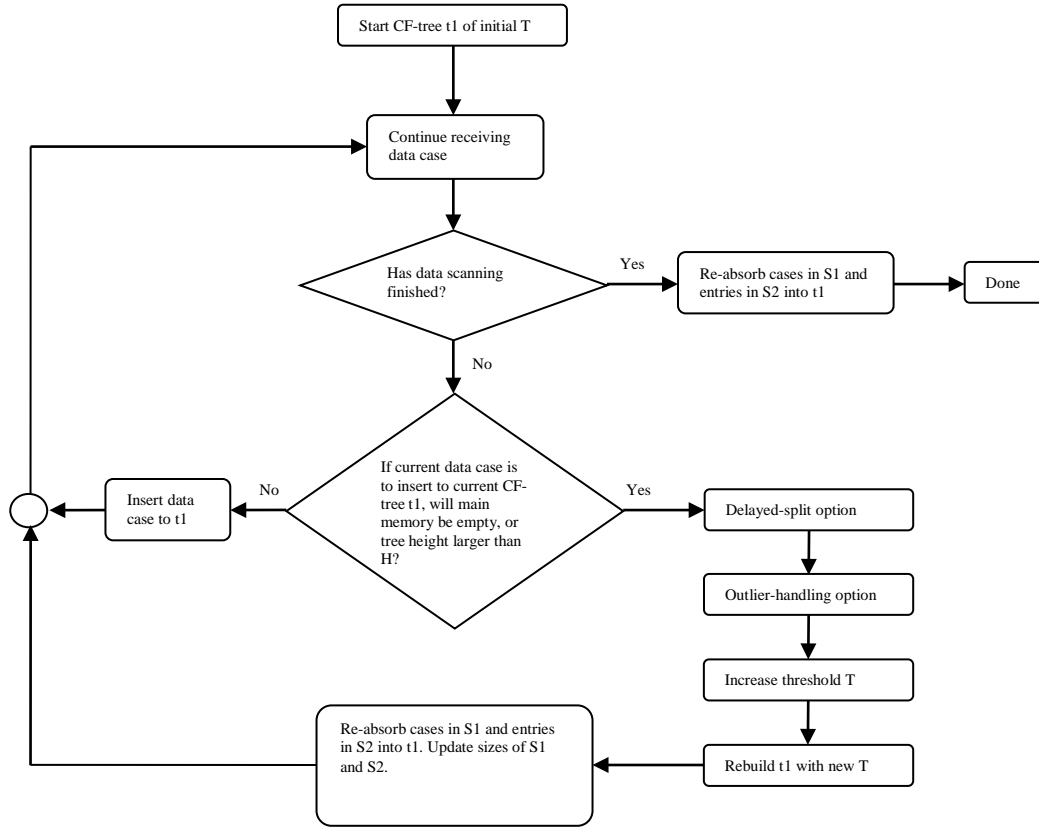 Start CF-tree t1 of initial T
Continue receiving
data case
Has data scanning
finished?
Yes
Re-absorb cases in S1 and
entries in S2 into t1
Done
No
If current data case is
to insert to current CF-
tree t1, will main
memory be empty, or
tree height larger than
H?
No
Insert data
case to t1
Yes
Delayed-split option
Outlier-handling option
Increase threshold T
Rebuild t1 with new T
Re-absorb cases in S1 and entries
in S2 into t1. Update sizes of S1
and S2.